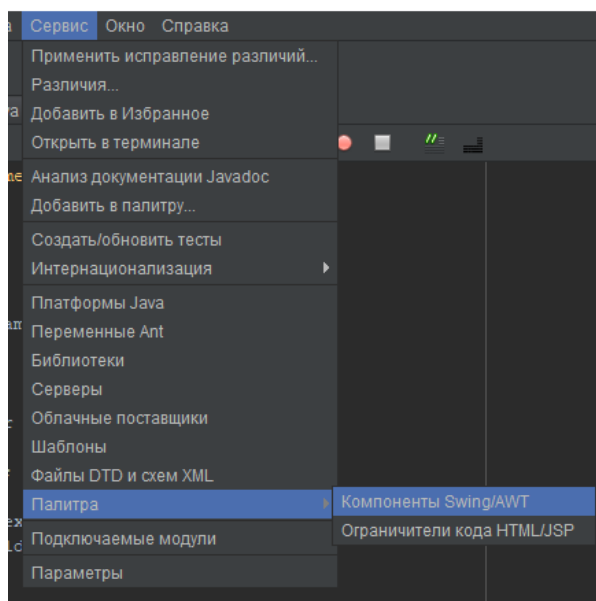 Сервис Окно Справка
Применить исправление различий...
Различия...
Добавить в Избранное
Открыть в терминале
Анализ документации Javadoc
Добавить в палитру...
Создать/обновить тесты
Интернационализация
Платформы Java
Переменные Ant
Библиотеки
Серверы
Облачные поставщики
Шаблоны
Файлы DTD и схем XML
Палитра
Компоненты Swing/AWT
Ограничители кода HTML/JSP
Подключаемые модули
Параметры